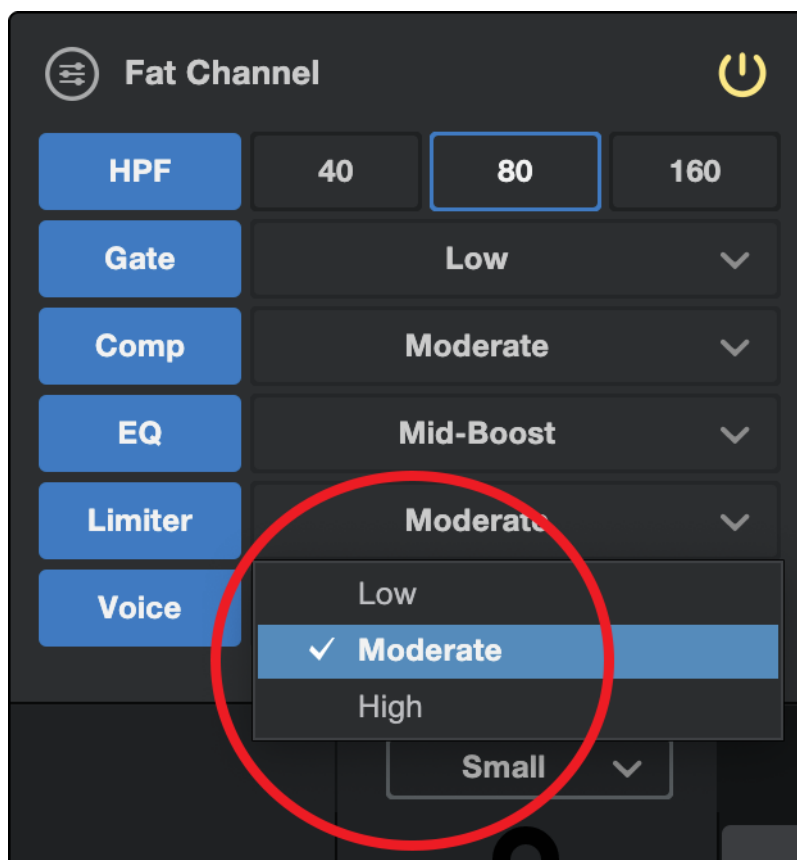 Fat Channel
HPF 40 80 160
Gate Low
Comp Moderate
EQ Mid-Boost
Limiter Moderate
Voice
Low
Moderate
High
Small